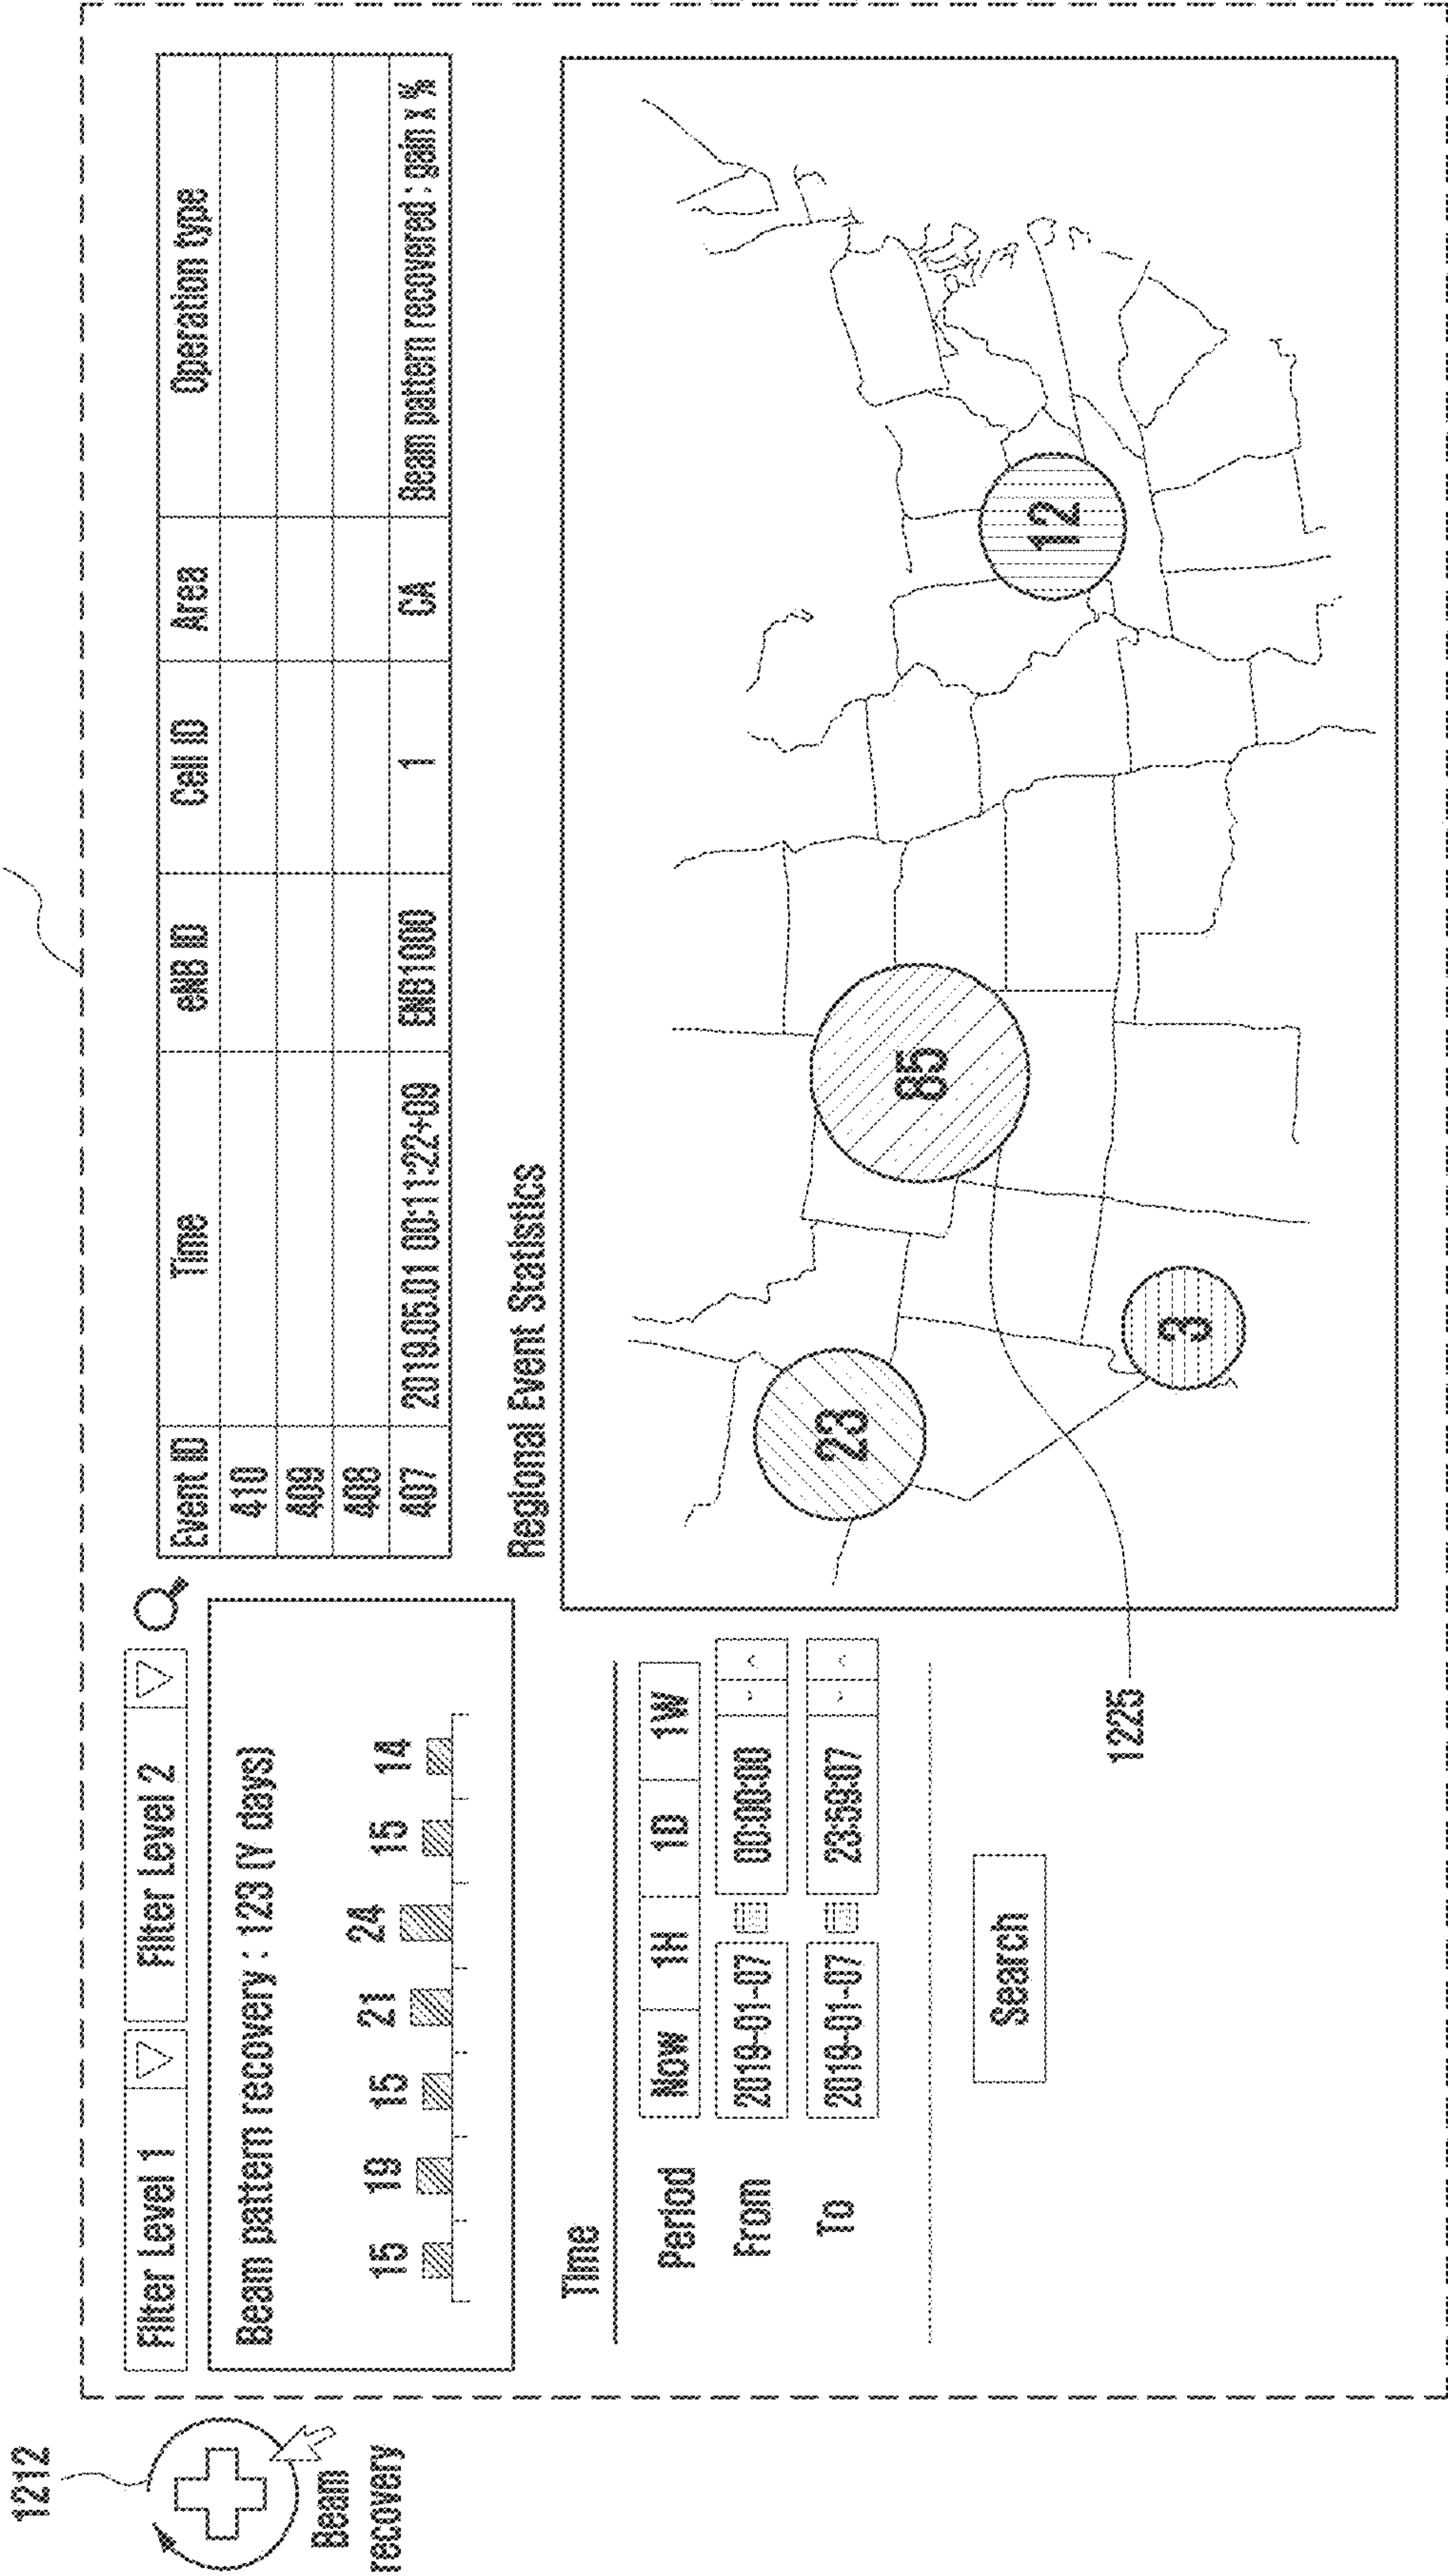 1212
Beam
recovery
Filter Level 1
Filter Level 2
Beam pattern recovery : 123 (Y days)
15 19 15 21 24 15 14
Time
Period Now 1H 1D 1W
From 2019-01-07 00:00:00
To 2019-01-07 23:59:07
Search
Event ID Time eNB ID Cell ID Area Operation type
410
409
408
407 2019.05.01 00:11:22+09 ENB1000 1 CA Beam pattern recovered : gain x %
Regional Event Statistics
23
85
12
3
1225